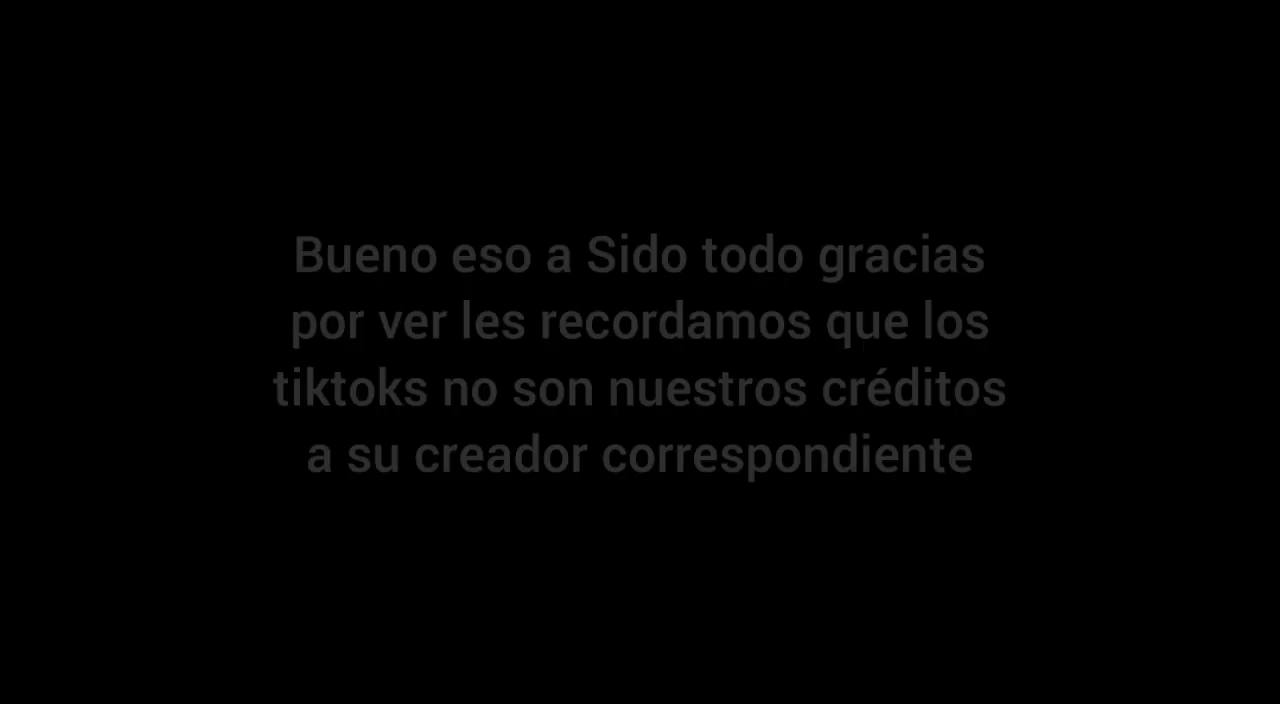 Bueno eso a Sido todo gracias
por ver les recordamos que los
tiktoks no son nuestros créditos
a su creador correspondiente